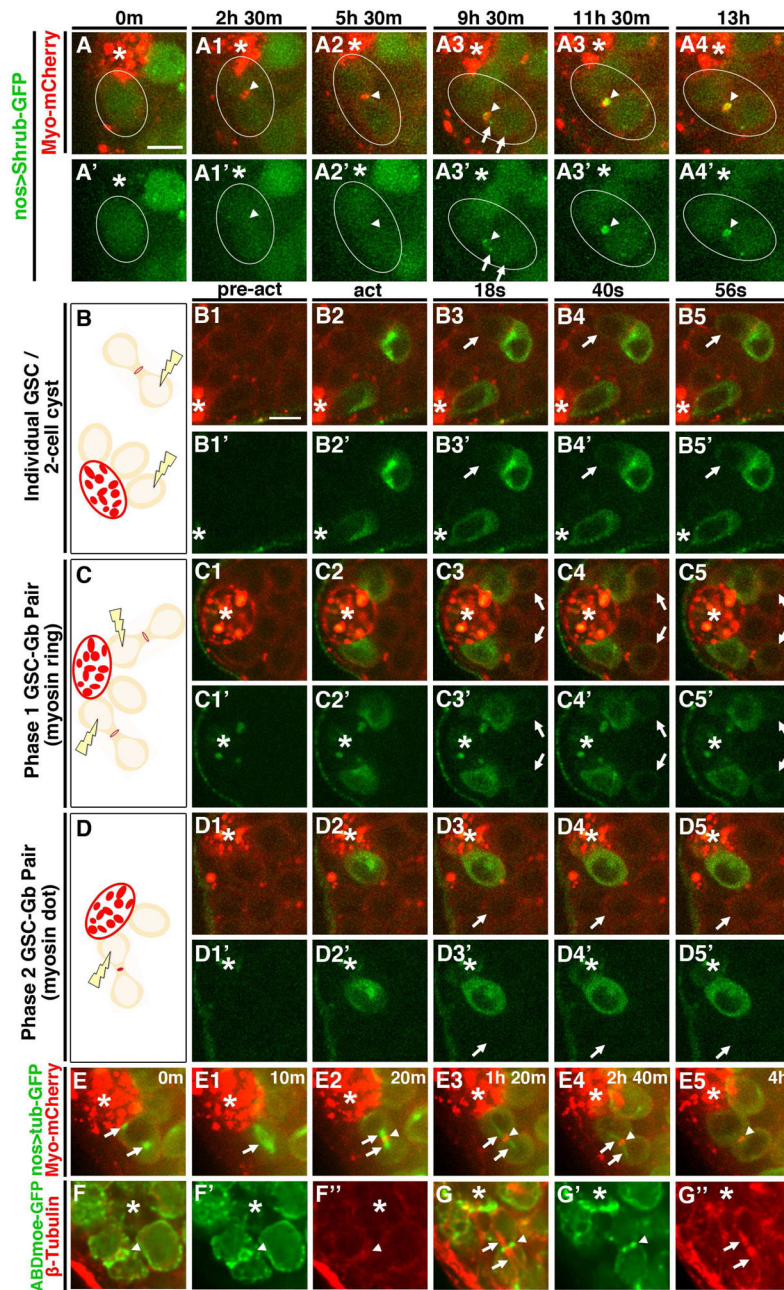 0m 2h 30m 5h 30m 9h 30m 11h 30m 13h
nos>Shrub-GFP
Myo-mCherry
A A1 A2 A3 A3 A4
A' A1' A2' A3' A3' A4'
pre-act act 18s 40s 56s
Individual GSC /
2-cell cyst
B B1 B2 B3 B4 B5
B1' B2' B3' B4' B5'
Phase 1 GSC-Gb Pair
(myosin ring)
C C1 C2 C3 C4 C5
C1' C2' C3' C4' C5'
Phase 2 GSC-Gb Pair
(myosin dot)
D D1 D2 D3 D4 D5
D1' D2' D3' D4' D5'
nos>tub-GFP
Myo-mCherry
E 0m E1 10m E2 20m E3 1h 20m E4 2h 40m E5 4h
ABDmoe-GFP
β-Tubulin
F F' F'' G G' G''